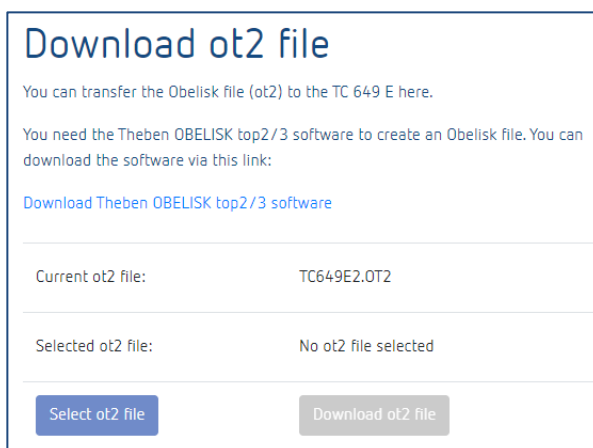 Download ot2 file
You can transfer the Obelisk file (ot2) to the TC 649 E here.
You need the Theben OBELISK top2/3 software to create an Obelisk file. You can
download the software via this link:
Download Theben OBELISK top2/3 software
Current ot2 file: TC649E2.OT2
Selected ot2 file: No ot2 file selected
Select ot2 file Download ot2 file